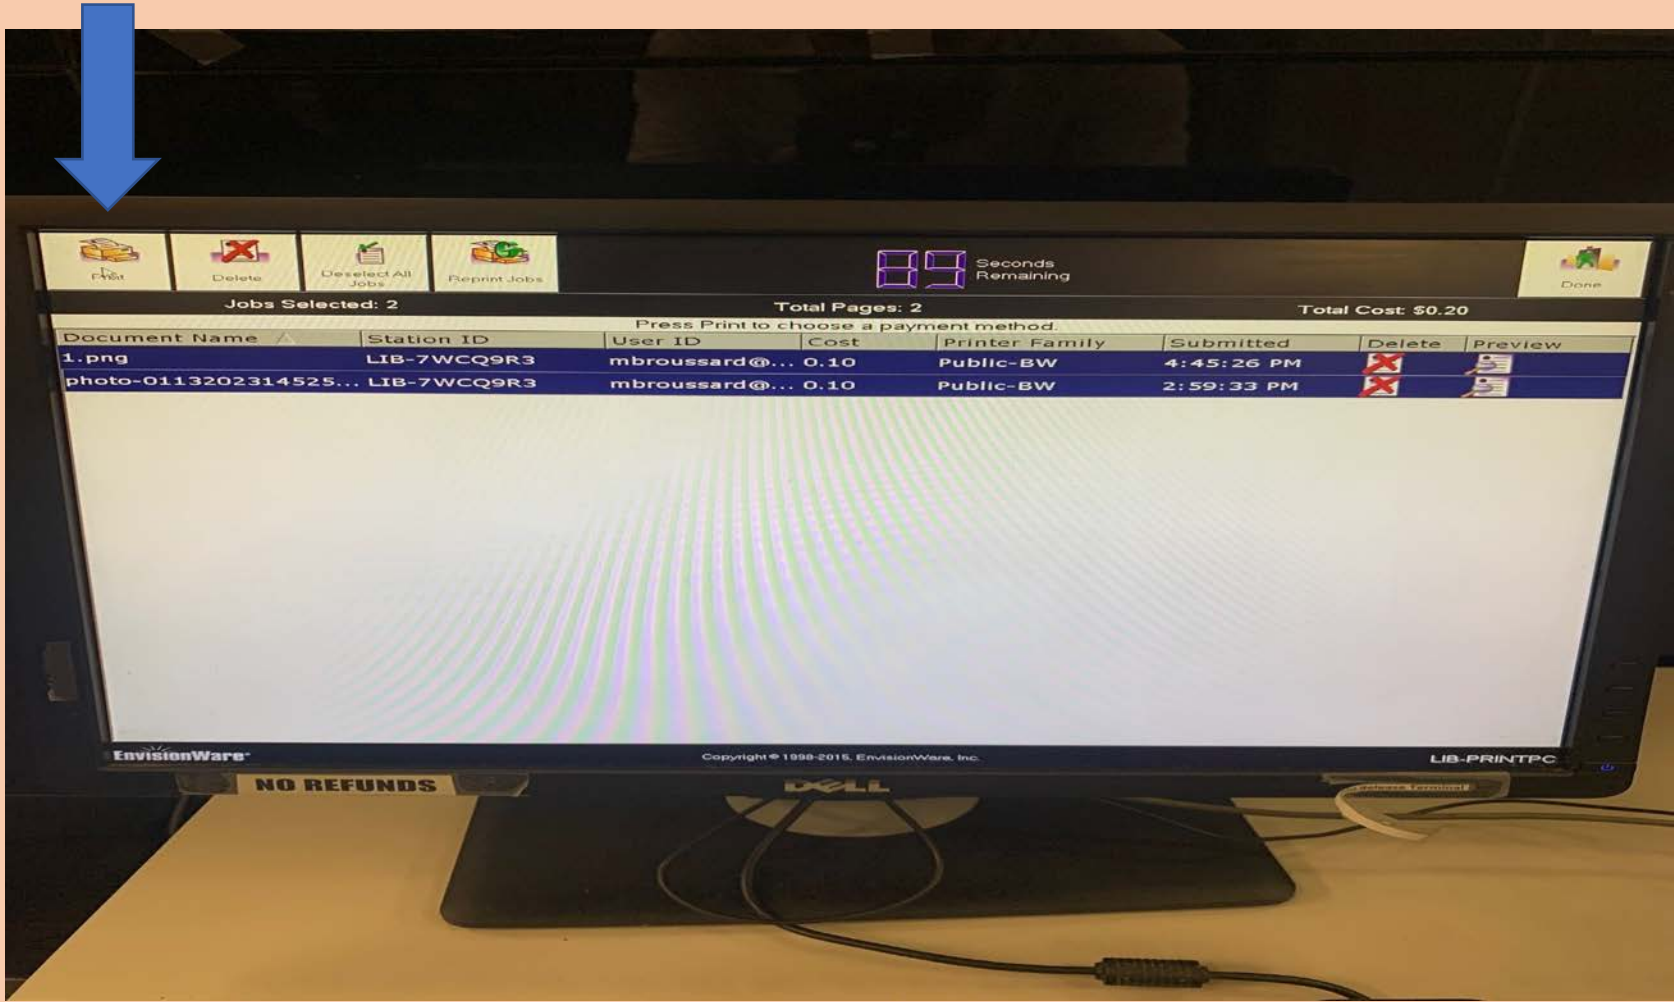 Print Delete Deselect All Jobs Reprint Jobs 89 Seconds Remaining Done
Jobs Selected: 2 Total Pages: 2 Total Cost: $0.20
Press Print to choose a payment method.
Document Name Station ID User ID Cost Printer Family Submitted Delete Preview
1.png LIB-7WCQ9R3 mbroussard@... 0.10 Public-BW 4:45:26 PM
photo-0113202314525... LIB-7WCQ9R3 mbroussard@... 0.10 Public-BW 2:59:33 PM
EnvisionWare® Copyright © 1998-2015, EnvisionWare, Inc. LIB-PRINTPC
NO REFUNDS DELL Release Terminal